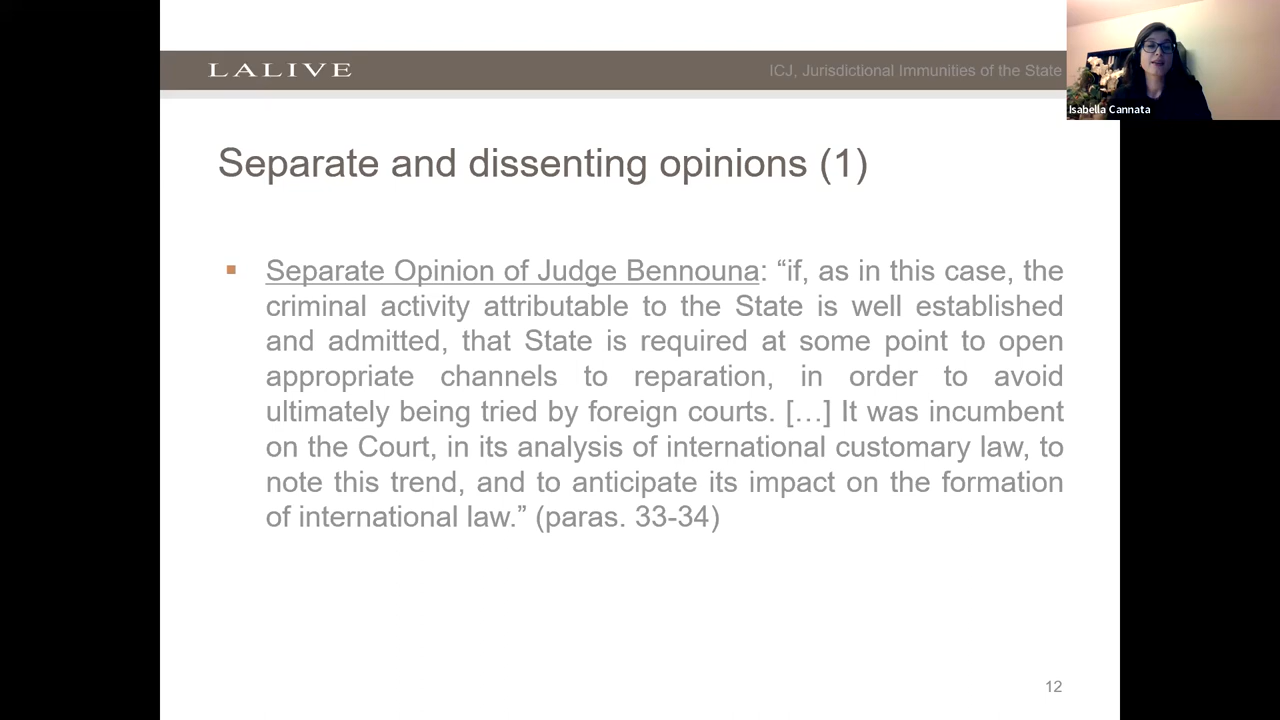 LALIVE
ICJ, Jurisdictional Immunities of the State
Isabella Cannata
Separate and dissenting opinions (1)
▪ Separate Opinion of Judge Bennouna: “if, as in this case, the
criminal activity attributable to the State is well established
and admitted, that State is required at some point to open
appropriate channels to reparation, in order to avoid
ultimately being tried by foreign courts. […] It was incumbent
on the Court, in its analysis of international customary law, to
note this trend, and to anticipate its impact on the formation
of international law.” (paras. 33-34)
12